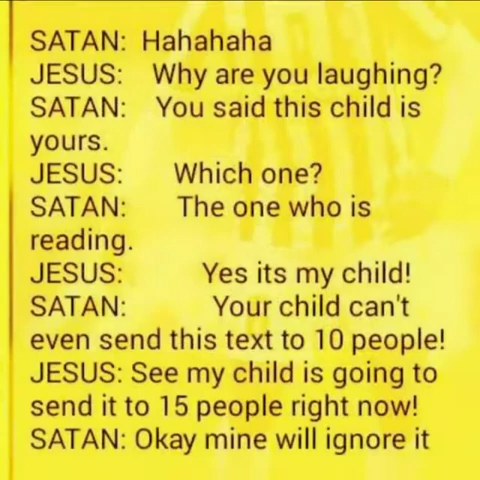 SATAN: Hahahaha
JESUS: Why are you laughing?
SATAN: You said this child is
yours.
JESUS: Which one?
SATAN: The one who is
reading.
JESUS: Yes its my child!
SATAN: Your child can't
even send this text to 10 people!
JESUS: See my child is going to
send it to 15 people right now!
SATAN: Okay mine will ignore it